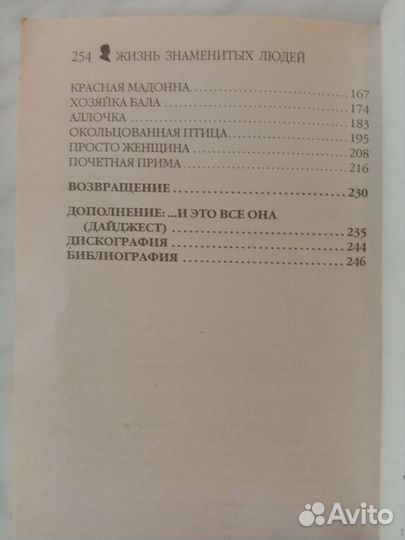 254 ЖИЗНЬ ЗНАМЕНИТЫХ ЛЮДЕЙ
КРАСНАЯ МАДОННА.....................167
ХОЗЯЙКА БАЛА.....................174
АЛЛОЧКА.....................183
ОКОЛЬЦОВАННАЯ ПТИЦА.....................195
ПРОСТО ЖЕНЩИНА.....................208
ПОЧЕТНАЯ ПРИМА.....................216
ВОЗВРАЩЕНИЕ.....................230
ДОПОЛНЕНИЕ: ...И ЭТО ВСЕ ОНА
(ДАЙДЖЕСТ).....................235
ДИСКОГРАФИЯ.....................244
БИБЛИОГРАФИЯ.....................246
Avito